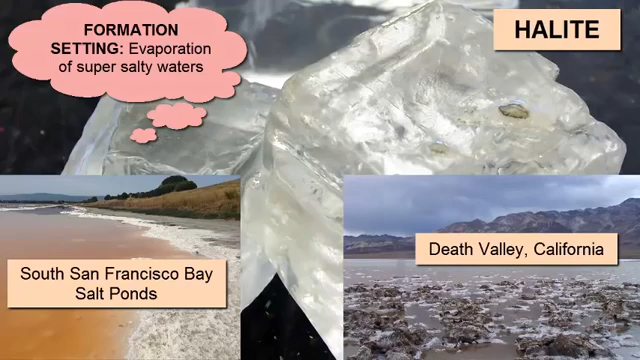 FORMATION
SETTING: Evaporation
of super salty waters
HALITE
South San Francisco Bay
Salt Ponds
Death Valley, California